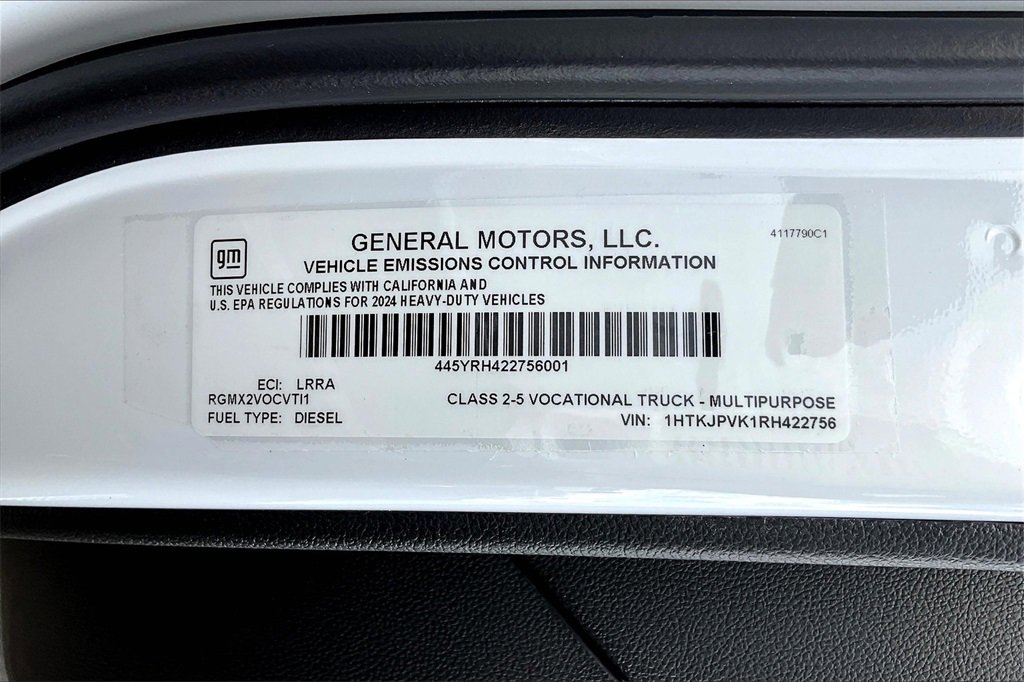 gm
GENERAL MOTORS, LLC.
4117790C1
VEHICLE EMISSIONS CONTROL INFORMATION
THIS VEHICLE COMPLIES WITH CALIFORNIA AND
U.S. EPA REGULATIONS FOR 2024 HEAVY-DUTY VEHICLES
445YRH422756001
ECI: LRRA
RGMX2VOCVTI1
CLASS 2-5 VOCATIONAL TRUCK - MULTIPURPOSE
FUEL TYPE: DIESEL
VIN: 1HTKJPVK1RH422756